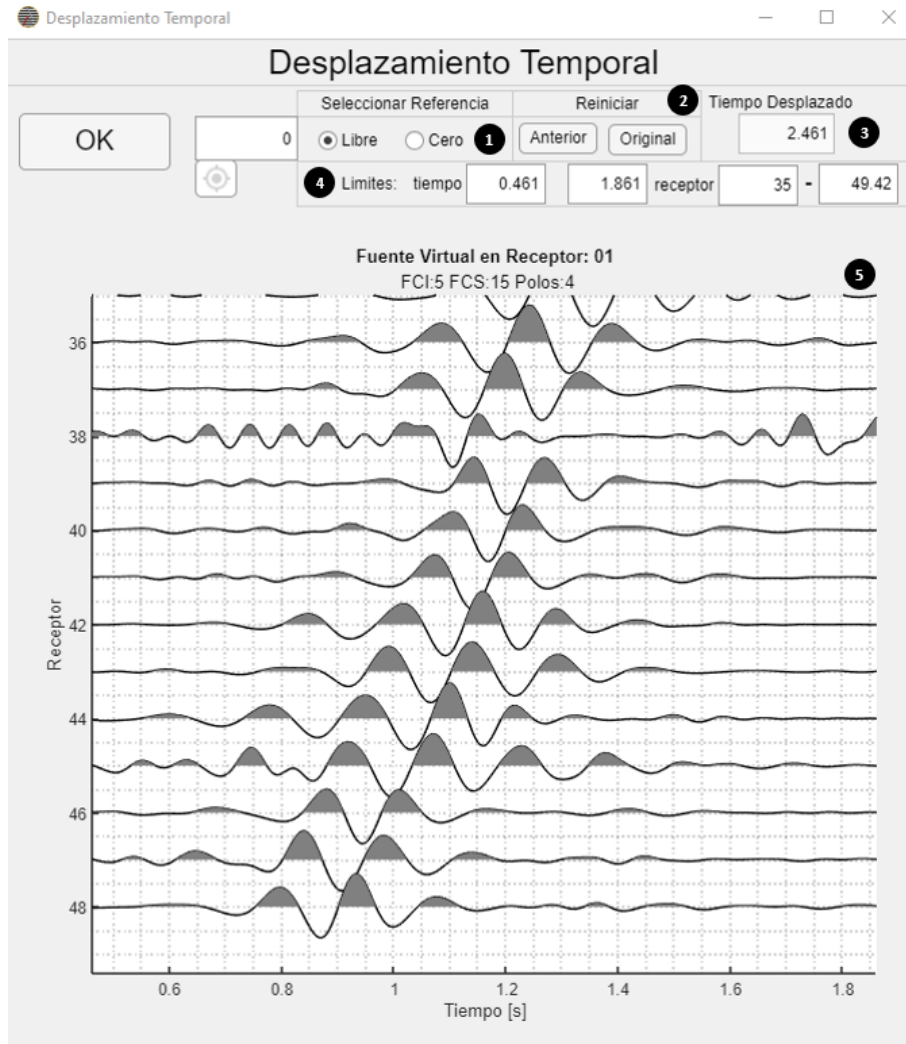 Desplazamiento Temporal
Desplazamiento Temporal
OK
0
Seleccionar Referencia
Libre Cero 1
Reiniciar 2
Anterior Original
Tiempo Desplazado
2.461 3
4 Limites: tiempo 0.461 1.861 receptor 35 - 49.42
Fuente Virtual en Receptor: 01
FCI:5 FCS:15 Polos:4
5
36
38
40
42
44
46
48
Receptor
0.6 0.8 1 1.2 1.4 1.6 1.8
Tiempo [s]